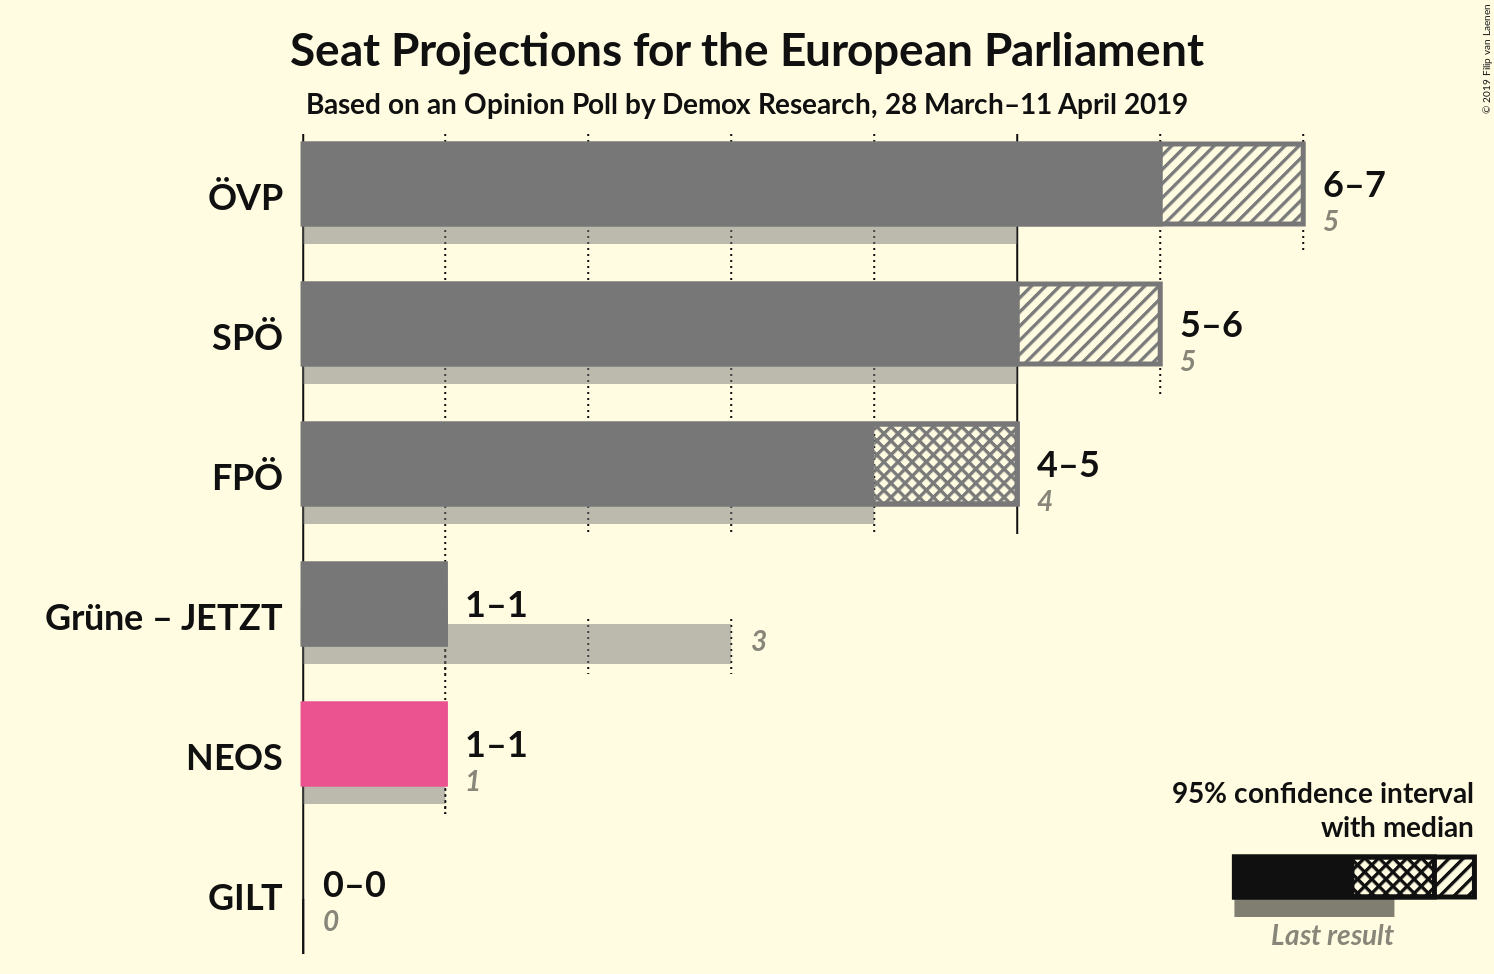 Seat Projections for the European Parliament
Based on an Opinion Poll by Demox Research, 28 March–11 April 2019
© 2019 Filip van Laenen
ÖVP
6–7
5
SPÖ
5–6
5
FPÖ
4–5
4
Grüne – JETZT
1–1
3
NEOS
1–1
1
GILT
0–0
0
95% confidence interval
with median
Last result